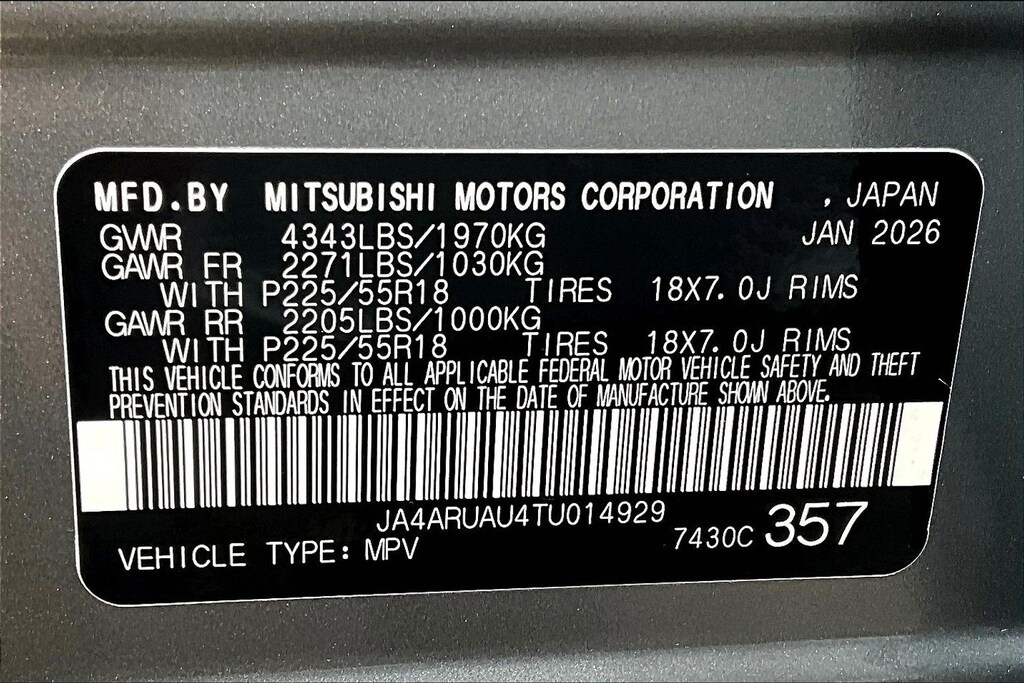 MFD.BY MITSUBISHI MOTORS CORPORATION , JAPAN
GVWR 4343LBS/1970KG JAN 2026
GAWR FR 2271LBS/1030KG
WITH P225/55R18 TIRES 18X7.0J RIMS
GAWR RR 2205LBS/1000KG
WITH P225/55R18 TIRES 18X7.0J RIMS
THIS VEHICLE CONFORMS TO ALL APPLICABLE FEDERAL MOTOR VEHICLE SAFETY AND THEFT
PREVENTION STANDARDS IN EFFECT ON THE DATE OF MANUFACTURE SHOWN ABOVE.
JA4ARUAU4TU014929
VEHICLE TYPE: MPV 7430C 357